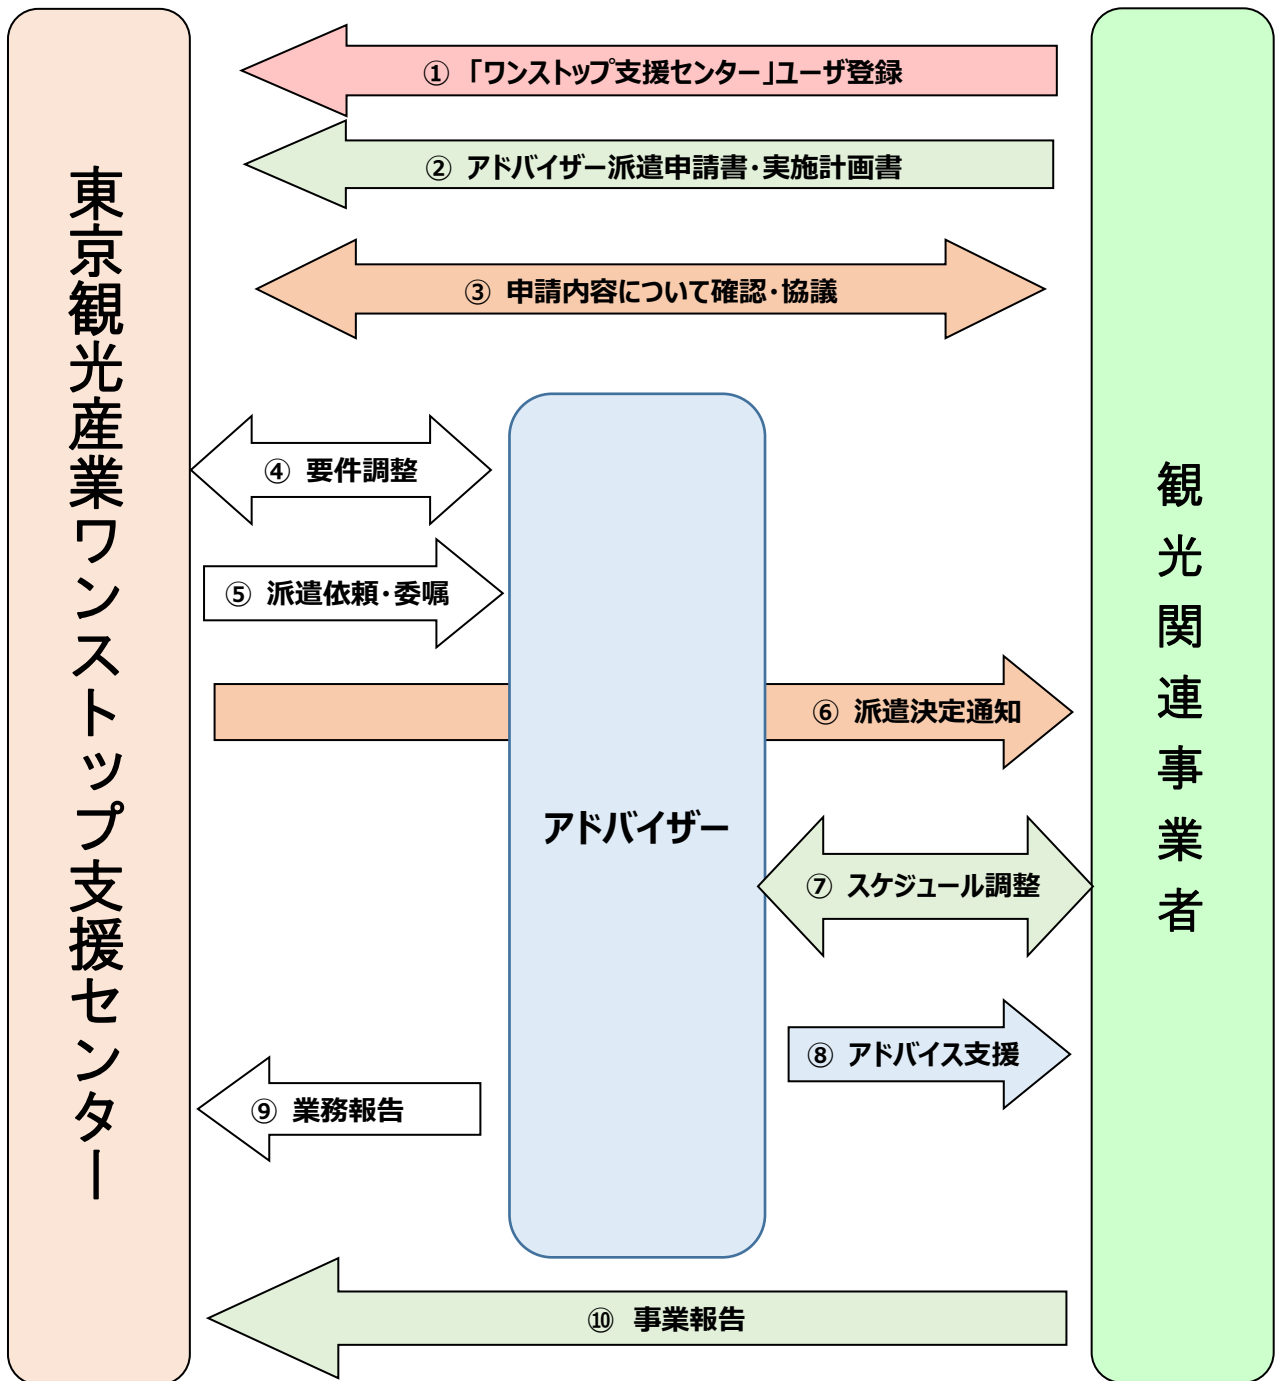 東京観光産業ワンストップ支援センター
① 「ワンストップ支援センター」ユーザ登録
② アドバイザー派遣申請書・実施計画書
③ 申請内容について確認・協議
④ 要件調整
⑤ 派遣依頼・委嘱
⑥ 派遣決定通知
アドバイザー
⑦ スケジュール調整
⑧ アドバイス支援
⑨ 業務報告
⑩ 事業報告
観光関連事業者